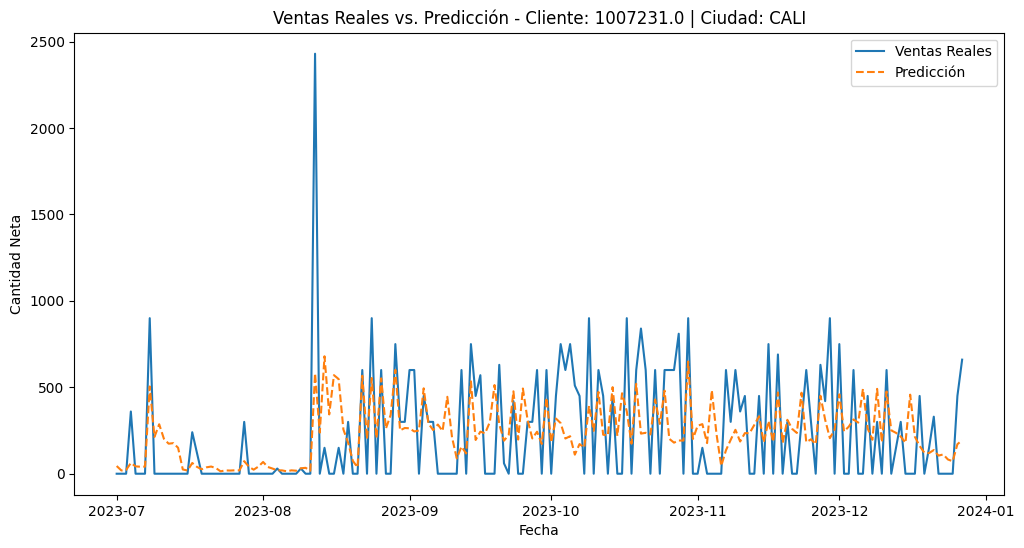 Ventas Reales vs. Predicción - Cliente: 1007231.0 | Ciudad: CALI
Ventas Reales
Predicción
Cantidad Neta
2500
2000
1500
1000
500
0
2023-07
2023-08
2023-09
2023-10
2023-11
2023-12
2024-01
Fecha